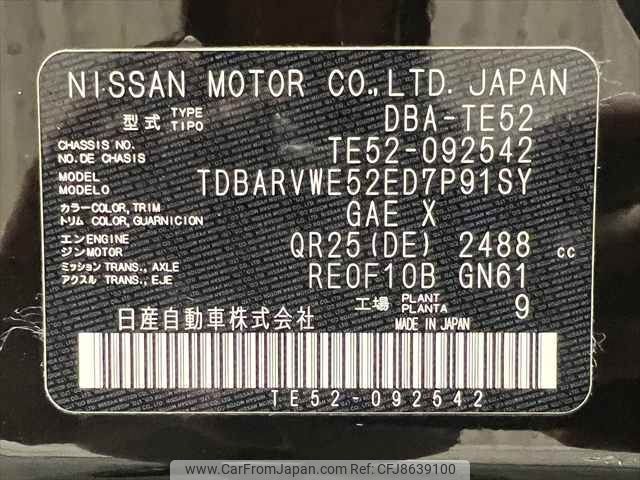 NISSAN MOTOR CO.,LTD. JAPAN
型式 TYPE TIPO DBA-TE52
CHASSIS NO. NO.DE CHASSIS TE52-092542
MODEL MODELO TDBARVWE52ED7P91SY
カラー COLOR, TRIM トリム COLOR, GUARNICION GAE X
エンジン ENGINE MOTOR QR25(DE) 2488 cc
ミッション TRANS., AXLE アクスル TRANS., EJE RE0F10B GN61
工場 PLANT PLANTA 9
日産自動車株式会社 MADE IN JAPAN
TE52-092542
www.CarFromJapan.com | Stock ID: #CFJ8639100